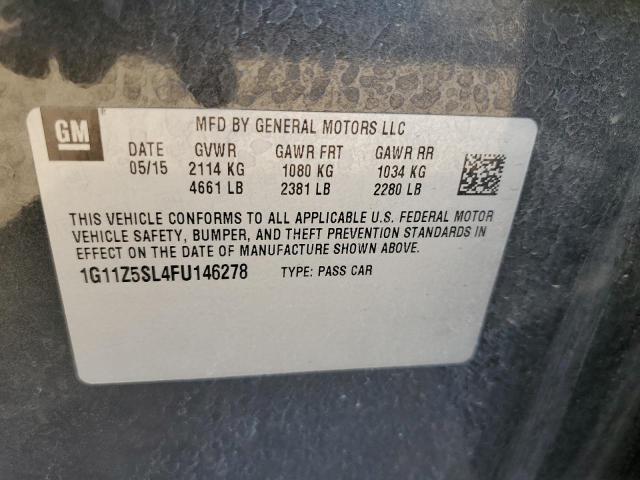 GM
MFD BY GENERAL MOTORS LLC
DATE GVWR GAWR FRT GAWR RR
05/15 2114 KG 1080 KG 1034 KG
4661 LB 2381 LB 2280 LB
THIS VEHICLE CONFORMS TO ALL APPLICABLE U.S. FEDERAL MOTOR
VEHICLE SAFETY, BUMPER, AND THEFT PREVENTION STANDARDS IN
EFFECT ON THE DATE OF MANUFACTURE SHOWN ABOVE.
1G11Z5SL4FU146278 TYPE: PASS CAR